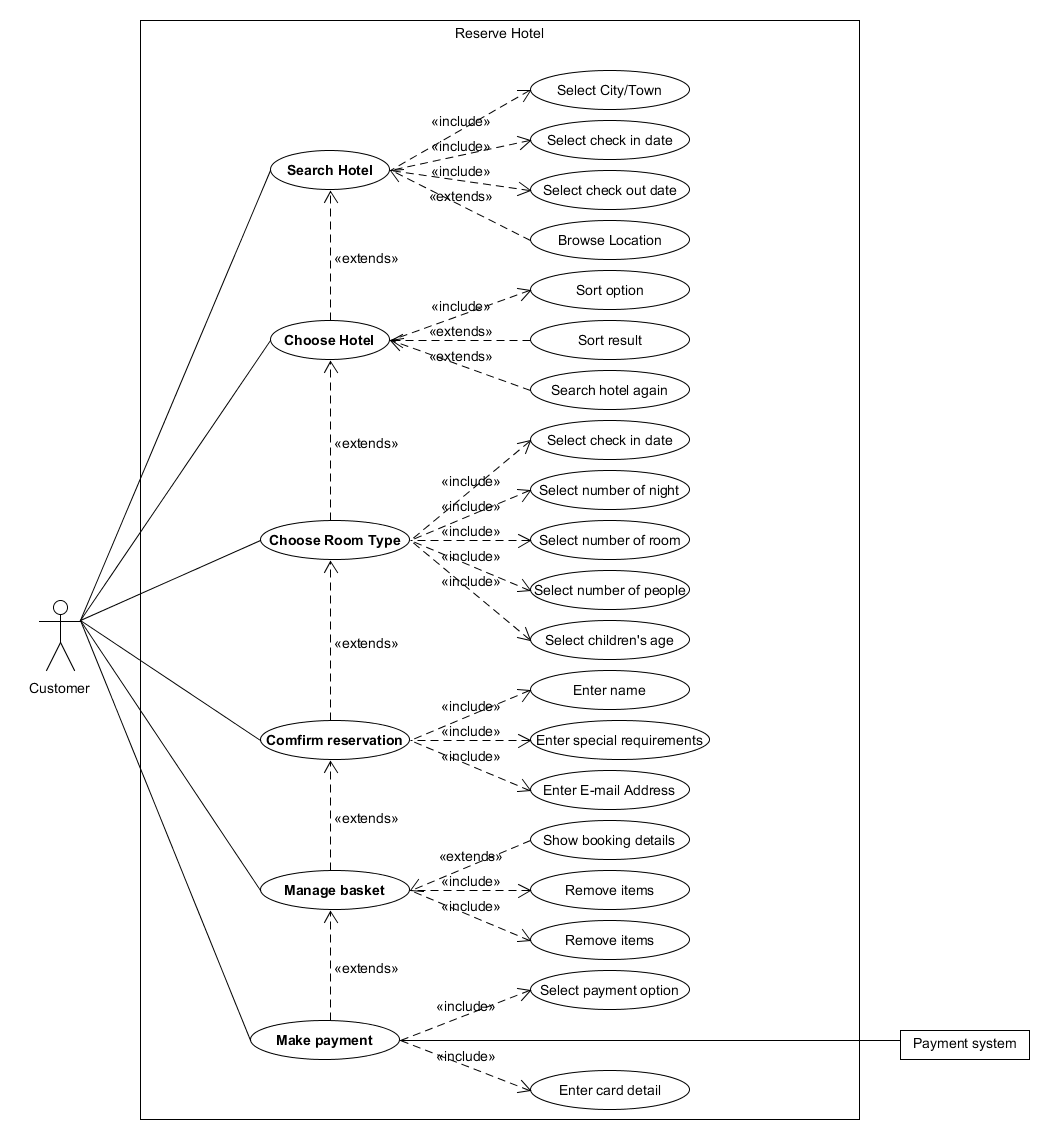 Reserve Hotel
Select City/Town
«include»
Select check in date
«include»
Search Hotel
«include»
Select check out date
«extends»
Browse Location
«extends»
Sort option
«include»
Choose Hotel
«extends»
Sort result
«extends»
Search hotel again
«extends»
Select check in date
«include»
Select number of night
«include»
Choose Room Type
«include»
Select number of room
«include»
Select number of people
«include»
Select children's age
«extends»
Customer
Enter name
«include»
Comfirm reservation
«include»
Enter special requirements
«include»
Enter E-mail Address
«extends»
Show booking details
«extends»
Manage basket
«include»
Remove items
«include»
Remove items
«extends»
Select payment option
«include»
Make payment
Payment system
«include»
Enter card detail